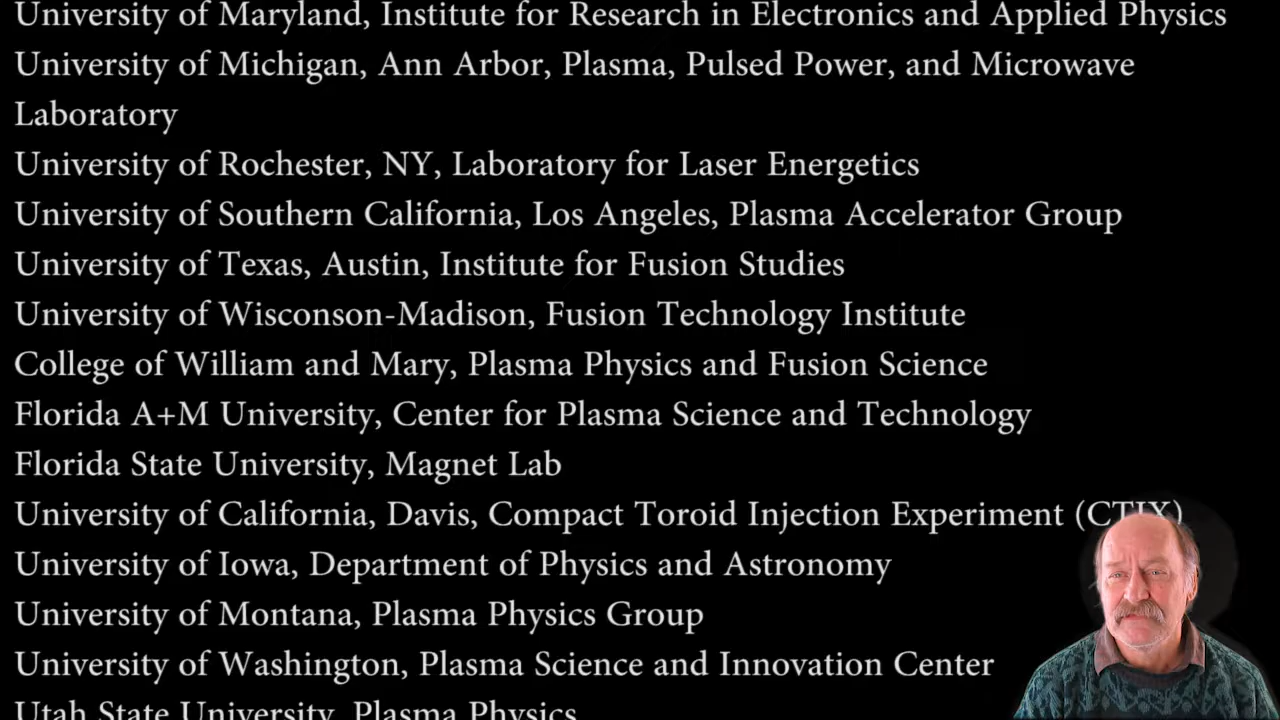 University of Maryland, Institute for Research in Electronics and Applied Physics
University of Michigan, Ann Arbor, Plasma, Pulsed Power, and Microwave
Laboratory
University of Rochester, NY, Laboratory for Laser Energetics
University of Southern California, Los Angeles, Plasma Accelerator Group
University of Texas, Austin, Institute for Fusion Studies
University of Wisconson-Madison, Fusion Technology Institute
College of William and Mary, Plasma Physics and Fusion Science
Florida A+M University, Center for Plasma Science and Technology
Florida State University, Magnet Lab
University of California, Davis, Compact Toroid Injection Experiment (CTIX)
University of Iowa, Department of Physics and Astronomy
University of Montana, Plasma Physics Group
University of Washington, Plasma Science and Innovation Center
Utah State University, Plasma Physics